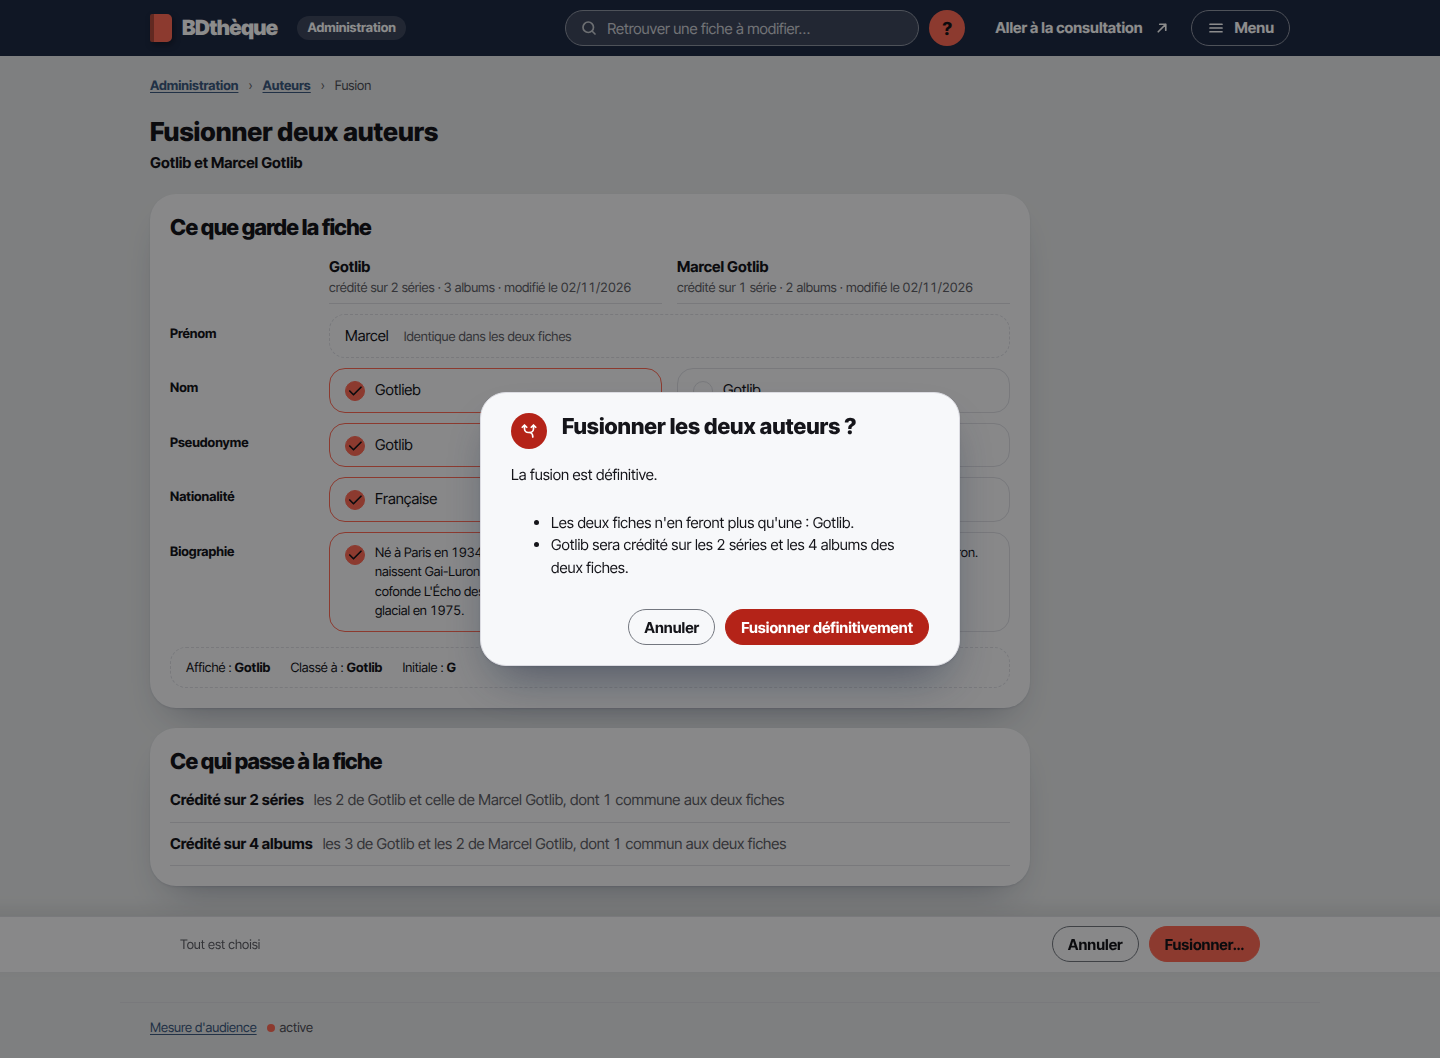 BDthèque Administration Retrouver une fiche à modifier... ? Aller à la consultation Menu
Administration › Auteurs › Fusion
Fusionner deux auteurs
Gotlib et Marcel Gotlib
Ce que garde la fiche
Gotlib Marcel Gotlib
crédité sur 2 séries · 3 albums · modifié le 02/11/2026 crédité sur 1 série · 2 albums · modifié le 02/11/2026
Prénom Marcel Identique dans les deux fiches
Nom Gotlieb Gotlib
Pseudonyme Gotlib
Nationalité Française
Biographie Né à Paris en 1934
naissent Gai-Luron
cofonde L'Écho des
glacial en 1975.
ron.
Affiché : Gotlib Classé à : Gotlib Initiale : G
Fusionner les deux auteurs ?
La fusion est définitive.
• Les deux fiches n'en feront plus qu'une : Gotlib.
• Gotlib sera crédité sur les 2 séries et les 4 albums des
deux fiches.
Annuler Fusionner définitivement
Ce qui passe à la fiche
Crédité sur 2 séries les 2 de Gotlib et celle de Marcel Gotlib, dont 1 commune aux deux fiches
Crédité sur 4 albums les 3 de Gotlib et les 2 de Marcel Gotlib, dont 1 commun aux deux fiches
Tout est choisi Annuler Fusionner...
Mesure d'audience active